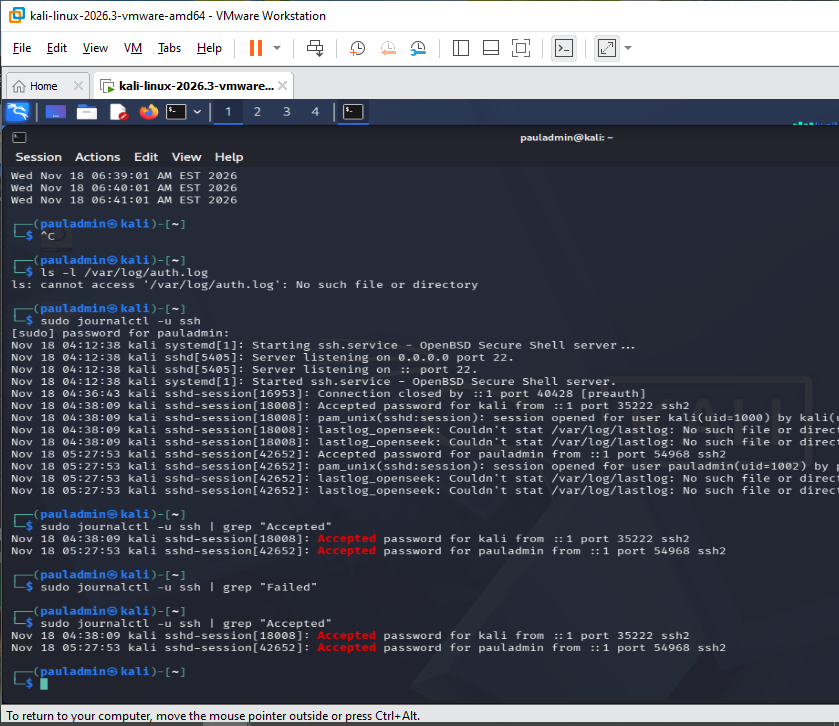 kali-linux-2026.3-vmware-amd64 - VMware Workstation
File Edit View VM Tabs Help
Home kali-linux-2026.3-vmware...
1 2 3 4
pauladmin@kali: ~
Session Actions Edit View Help
Wed Nov 18 06:39:01 AM EST 2026
Wed Nov 18 06:40:01 AM EST 2026
Wed Nov 18 06:41:01 AM EST 2026
┌──(pauladmin㉿kali)-[~]
└─$ ^C
┌──(pauladmin㉿kali)-[~]
└─$ ls -l /var/log/auth.log
ls: cannot access '/var/log/auth.log': No such file or directory
┌──(pauladmin㉿kali)-[~]
└─$ sudo journalctl -u ssh
[sudo] password for pauladmin:
Nov 18 04:12:38 kali systemd[1]: Starting ssh.service - OpenBSD Secure Shell server...
Nov 18 04:12:38 kali sshd[5405]: Server listening on 0.0.0.0 port 22.
Nov 18 04:12:38 kali sshd[5405]: Server listening on :: port 22.
Nov 18 04:12:38 kali systemd[1]: Started ssh.service - OpenBSD Secure Shell server.
Nov 18 04:36:43 kali sshd-session[16953]: Connection closed by ::1 port 40428 [preauth]
Nov 18 04:38:09 kali sshd-session[18008]: Accepted password for kali from ::1 port 35222 ssh2
Nov 18 04:38:09 kali sshd-session[18008]: pam_unix(sshd:session): session opened for user kali(uid=1000) by kali(u
Nov 18 04:38:09 kali sshd-session[18008]: lastlog_openseek: Couldn't stat /var/log/lastlog: No such file or direct
Nov 18 04:38:09 kali sshd-session[18008]: lastlog_openseek: Couldn't stat /var/log/lastlog: No such file or direct
Nov 18 05:27:53 kali sshd-session[42652]: Accepted password for pauladmin from ::1 port 54968 ssh2
Nov 18 05:27:53 kali sshd-session[42652]: pam_unix(sshd:session): session opened for user pauladmin(uid=1002) by p
Nov 18 05:27:53 kali sshd-session[42652]: lastlog_openseek: Couldn't stat /var/log/lastlog: No such file or direct
Nov 18 05:27:53 kali sshd-session[42652]: lastlog_openseek: Couldn't stat /var/log/lastlog: No such file or direct
┌──(pauladmin㉿kali)-[~]
└─$ sudo journalctl -u ssh | grep "Accepted"
Nov 18 04:38:09 kali sshd-session[18008]: Accepted password for kali from ::1 port 35222 ssh2
Nov 18 05:27:53 kali sshd-session[42652]: Accepted password for pauladmin from ::1 port 54968 ssh2
┌──(pauladmin㉿kali)-[~]
└─$ sudo journalctl -u ssh | grep "Failed"
┌──(pauladmin㉿kali)-[~]
└─$ sudo journalctl -u ssh | grep "Accepted"
Nov 18 04:38:09 kali sshd-session[18008]: Accepted password for kali from ::1 port 35222 ssh2
Nov 18 05:27:53 kali sshd-session[42652]: Accepted password for pauladmin from ::1 port 54968 ssh2
┌──(pauladmin㉿kali)-[~]
└─$
To return to your computer, move the mouse pointer outside or press Ctrl+Alt.